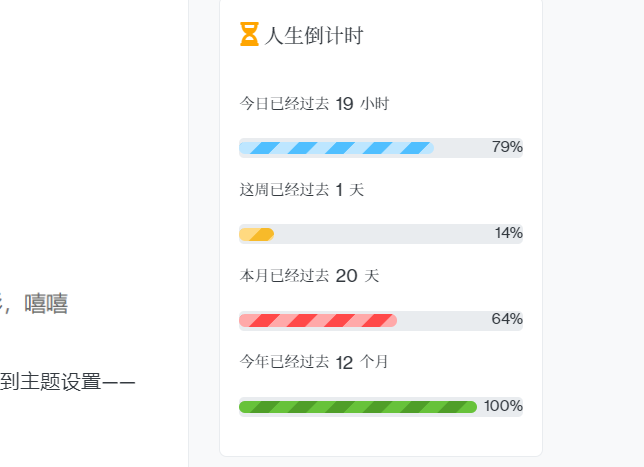 人生倒计时
今日已经过去 19 小时
79%
这周已经过去 1 天
14%
本月已经过去 20 天
64%
，嘻嘻
今年已经过去 12 个月
到主题设置——
100%